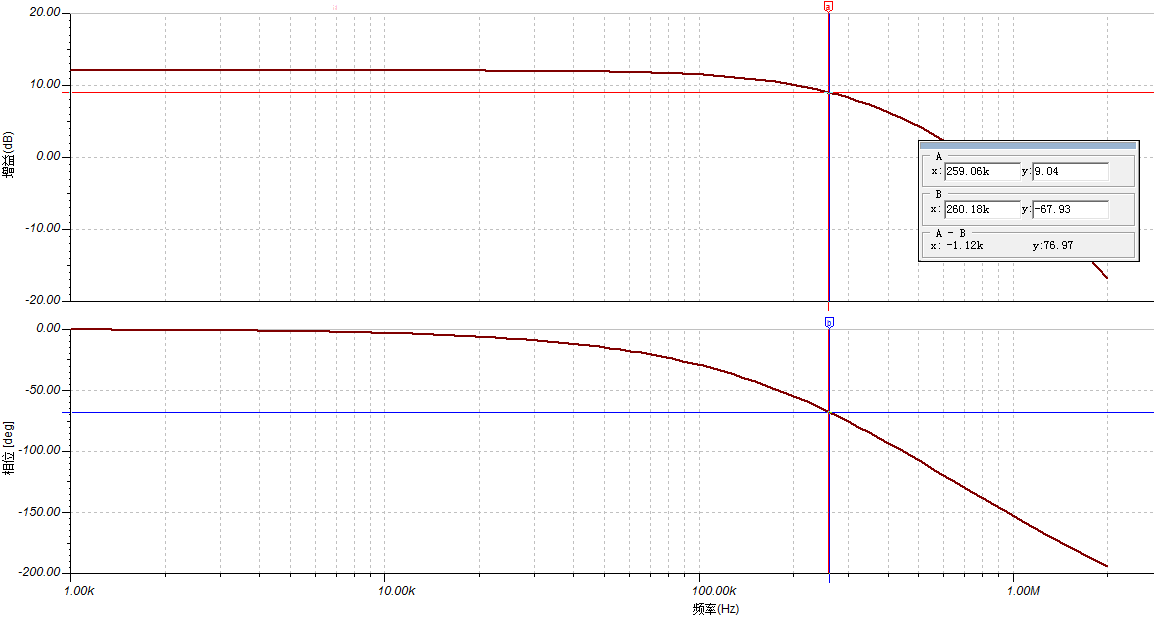 20.00
a
10.00
0.00
-10.00
-20.00
增益(dB)
A
x: 259.06k y: 9.04
B
x: 260.18k y: -67.93
A - B
x: -1.12k y:76.97
b
0.00
-50.00
-100.00
-150.00
-200.00
相位 [deg]
1.00k 10.00k 100.00k 1.00M
频率(Hz)